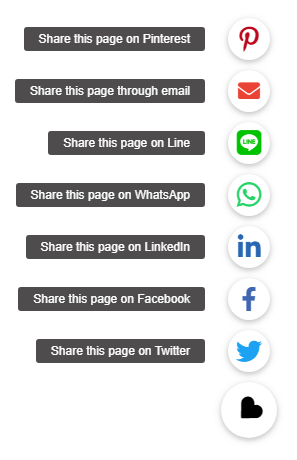 Share this page on Pinterest
Share this page through email
Share this page on Line
LINE
Share this page on WhatsApp
Share this page on LinkedIn
in
Share this page on Facebook
f
Share this page on Twitter